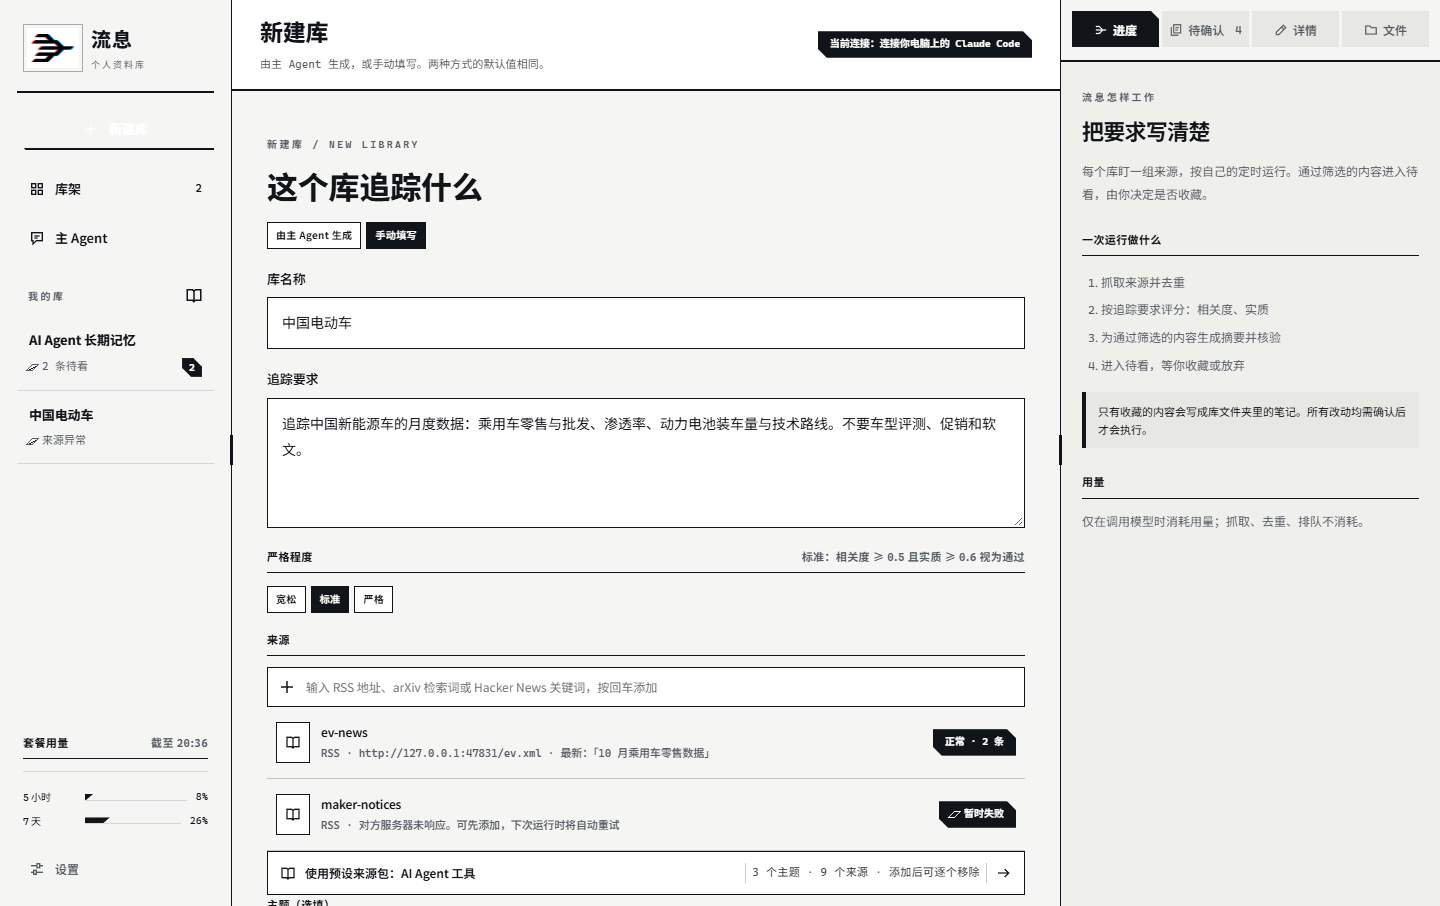 流息
个人资料库
新建库
库架 2
主 Agent
我的库
AI Agent 长期记忆
2 条待看 2
中国电动车
来源异常
套餐用量 截至 20:36
5 小时 8%
7 天 26%
设置
新建库
由主 Agent 生成，或手动填写。两种方式的默认值相同。
当前连接：连接你电脑上的 Claude Code
新建库 / NEW LIBRARY
这个库追踪什么
由主 Agent 生成 手动填写
库名称
中国电动车
追踪要求
追踪中国新能源车的月度数据：乘用车零售与批发、渗透率、动力电池装车量与技术路线。不要车型评测、促销和软
文。
严格程度 标准：相关度 ≥ 0.5 且实质 ≥ 0.6 视为通过
宽松 标准 严格
来源
输入 RSS 地址、arXiv 检索词或 Hacker News 关键词，按回车添加
ev-news
RSS · http://127.0.0.1:47831/ev.xml · 最新：「10 月乘用车零售数据」
正常 · 2 条
maker-notices
RSS · 对方服务器未响应。可先添加，下次运行时将自动重试
暂时失败
使用预设来源包：AI Agent 工具 3 个主题 · 9 个来源 · 添加后可逐个移除
主题（选填）
进度 待确认 4 详情 文件
流息怎样工作
把要求写清楚
每个库盯一组来源，按自己的定时运行。通过筛选的内容进入待
看，由你决定是否收藏。
一次运行做什么
1. 抓取来源并去重
2. 按追踪要求评分：相关度、实质
3. 为通过筛选的内容生成摘要并核验
4. 进入待看，等你收藏或放弃
只有收藏的内容会写成库文件夹里的笔记。所有改动均需确认后
才会执行。
用量
仅在调用模型时消耗用量；抓取、去重、排队不消耗。